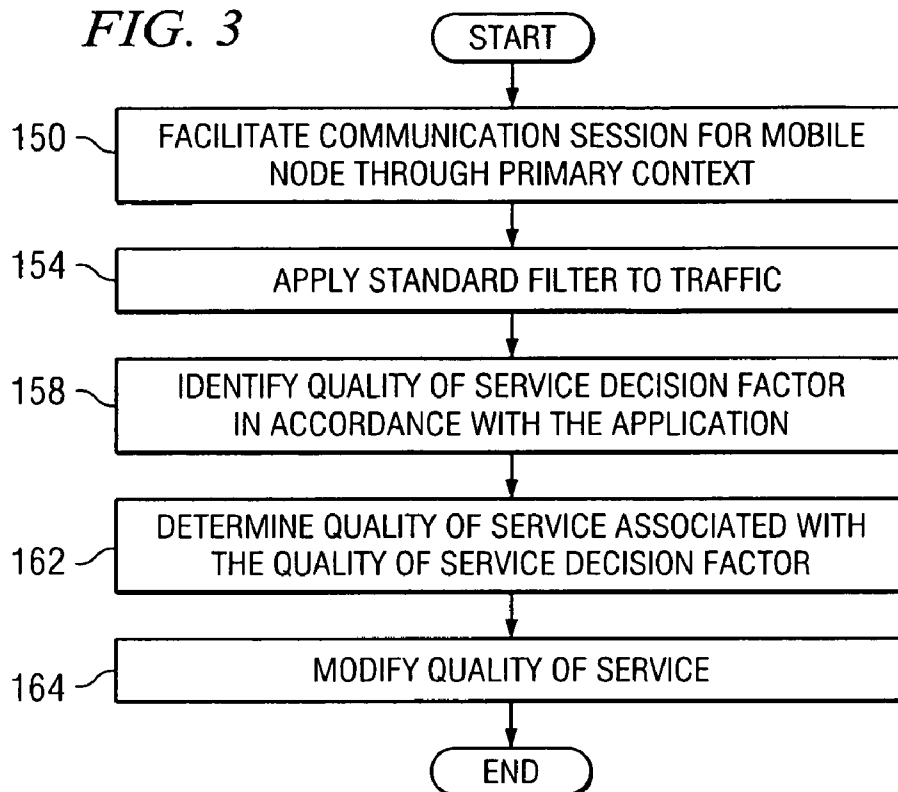 FIG. 3
START
150
FACILITATE COMMUNICATION SESSION FOR MOBILE
NODE THROUGH PRIMARY CONTEXT
154
APPLY STANDARD FILTER TO TRAFFIC
158
IDENTIFY QUALITY OF SERVICE DECISION FACTOR
IN ACCORDANCE WITH THE APPLICATION
162
DETERMINE QUALITY OF SERVICE ASSOCIATED WITH
THE QUALITY OF SERVICE DECISION FACTOR
164
MODIFY QUALITY OF SERVICE
END